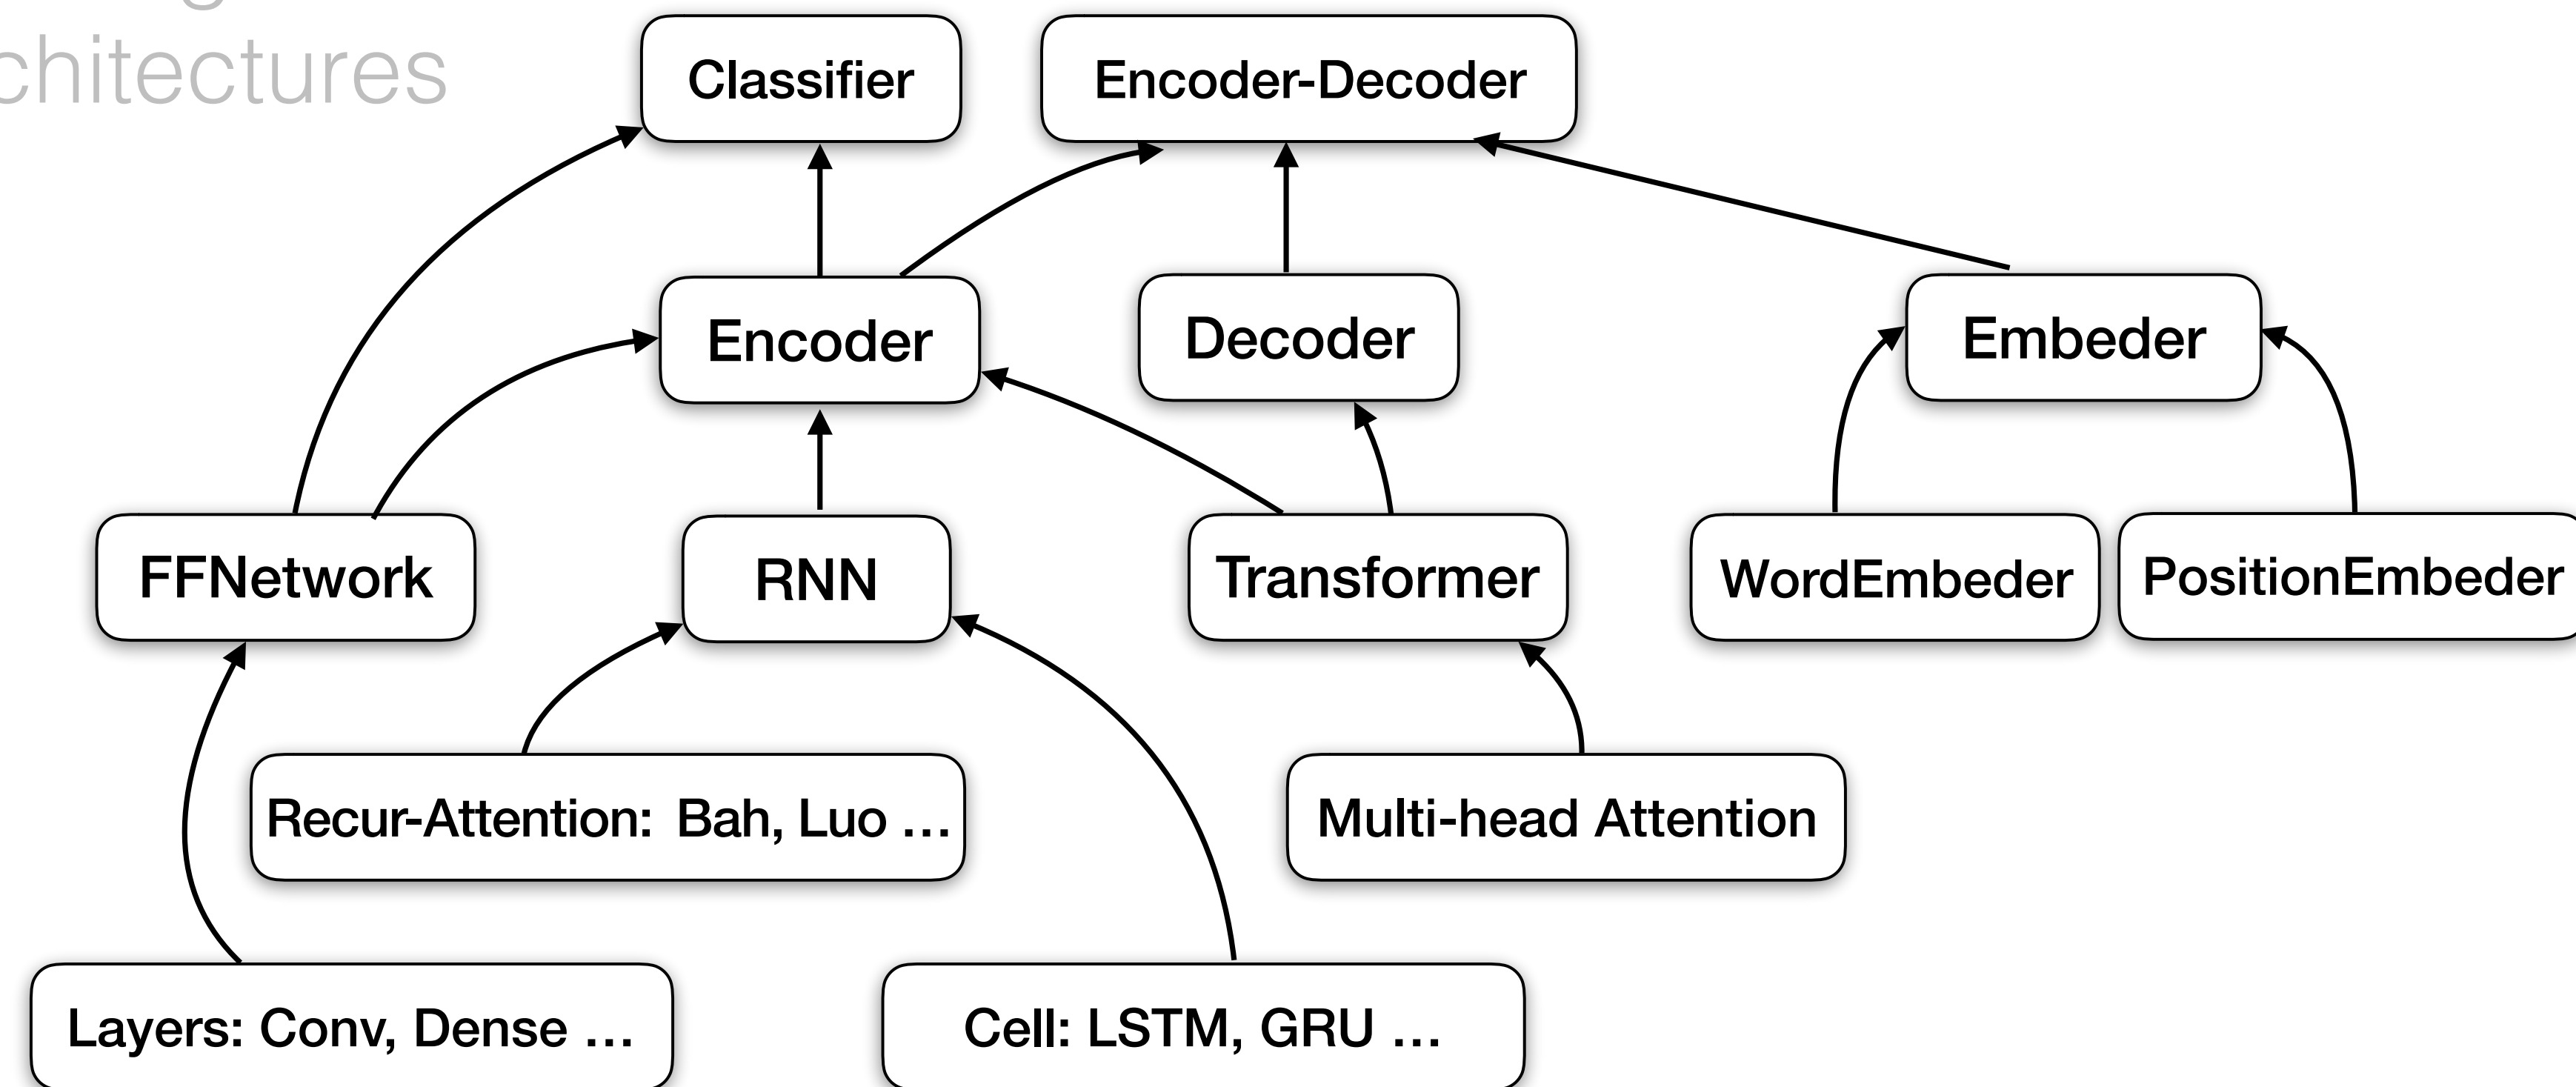 chitectures
Classifier
Encoder-Decoder
Encoder
Decoder
Embeder
FFNetwork
RNN
Transformer
WordEmbeder
PositionEmbeder
Recur-Attention: Bah, Luo ...
Multi-head Attention
Layers: Conv, Dense ...
Cell: LSTM, GRU ...